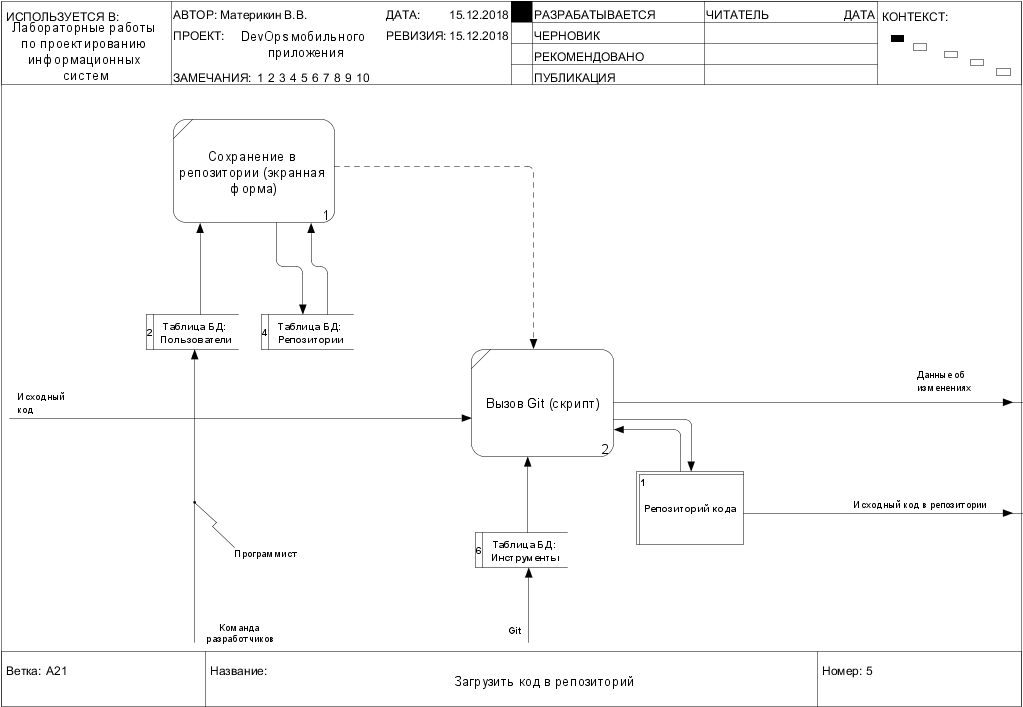 ИСПОЛЬЗУЕТСЯ В:
Лабораторные работы
по проектированию
информационных
систем
АВТОР: Материкин В.В.
ДАТА: 15.12.2018
ПРОЕКТ: DevOps мобильного
приложения
РЕВИЗИЯ: 15.12.2018
ЗАМЕЧАНИЯ: 1 2 3 4 5 6 7 8 9 10
РАЗРАБАТЫВАЕТСЯ
ЧЕРНОВИК
РЕКОМЕНДОВАНО
ПУБЛИКАЦИЯ
ЧИТАТЕЛЬ
ДАТА
КОНТЕКСТ:
Сохранение в
репозитории (экранная
форма)
1
2
Таблица БД:
Пользователи
4
Таблица БД:
Репозитории
Исходный
код
Вызов Git (скрипт)
2
Данные об
изменениях
1
Репозиторий кода
Исходный код в репозитории
Программист
6
Таблица БД:
Инструменты
Команда
разработчиков
Git
Ветка: A21
Название:
Загрузить код в репозиторий
Номер: 5